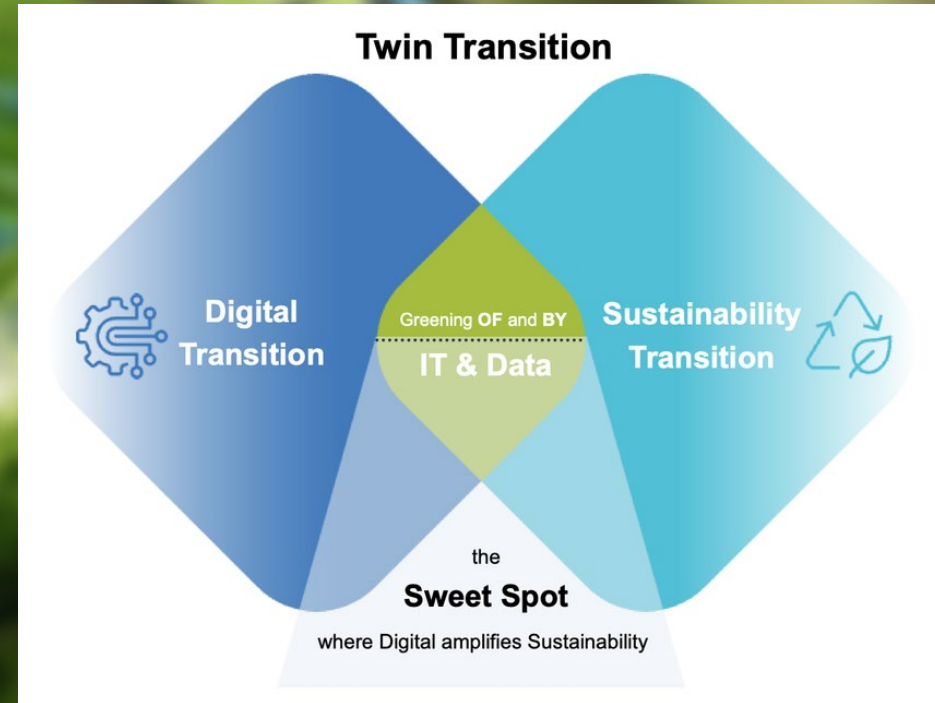 Twin Transition
Digital
Transition
Greening OF and BY
IT & Data
Sustainability
Transition
the
Sweet Spot
where Digital amplifies Sustainability